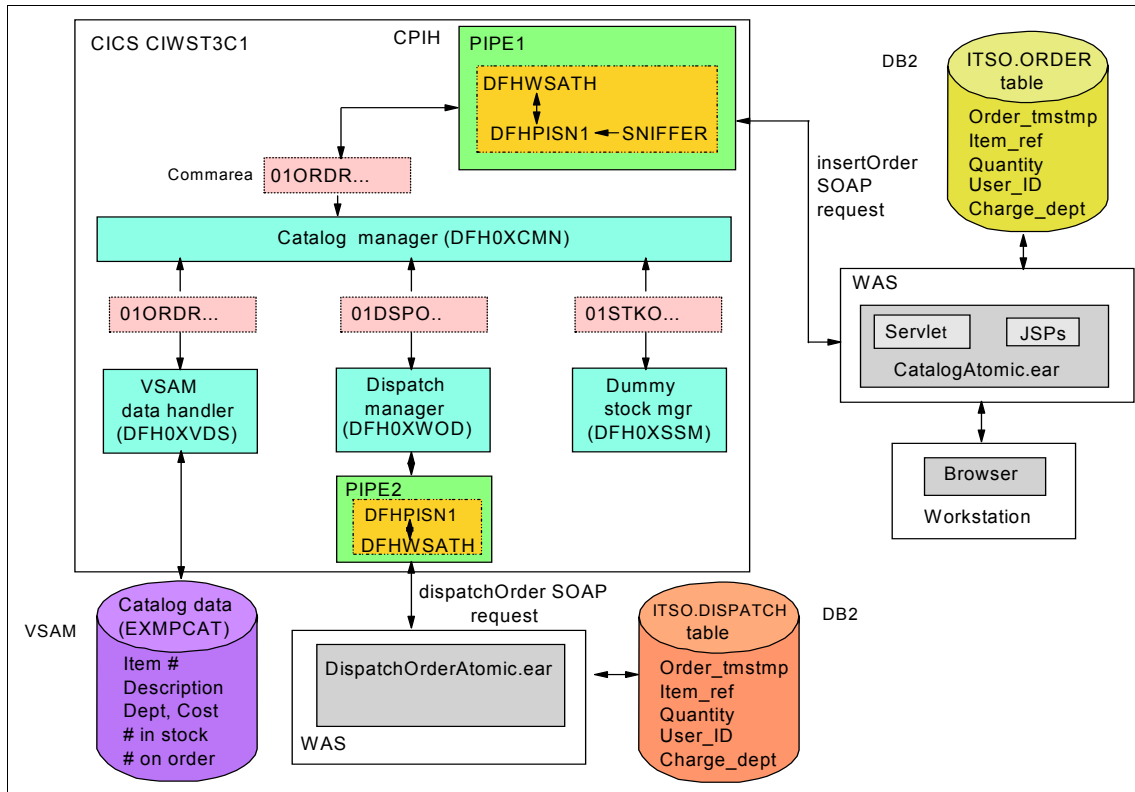 CICS CIWST3C1
CPIH
PIPE1
DFHWSATH
DFHPISN1
SNIFFER
Commarea
01ORDR...
Catalog manager (DFH0XCMN)
01ORDR...
01DSPO..
01STKO...
VSAM
data handler
(DFH0XVDS)
Dispatch
manager
(DFH0XWOD)
Dummy
stock mgr
(DFH0XSSM)
PIPE2
DFHPISN1
DFHWSATH
insertOrder
SOAP
request
DB2
ITSO.ORDER
table
Order_tmstmp
Item_ref
Quantity
User_ID
Charge_dept
WAS
Servlet
JSPs
CatalogAtomic.ear
Browser
Workstation
VSAM
Catalog data
(EXMPCAT)
Item #
Description
Dept, Cost
# in stock
# on order
dispatchOrder SOAP
request
DispatchOrderAtomic.ear
WAS
ITSO.DISPATCH
table
Order_tmstmp
Item_ref
Quantity
User_ID
Charge_dept
DB2